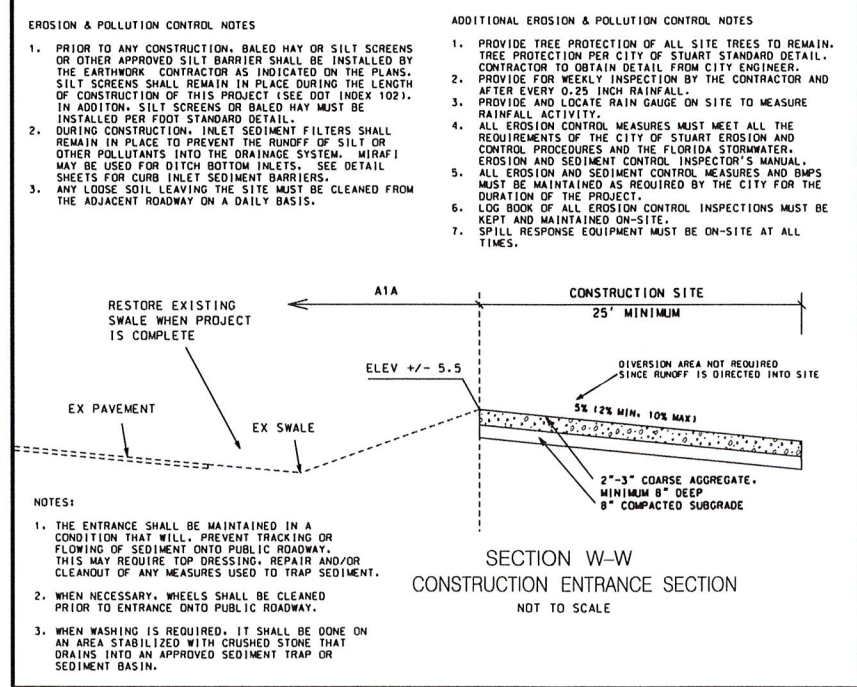 EROSION & POLLUTION CONTROL NOTES
1. PRIOR TO ANY CONSTRUCTION. BALED HAY OR SILT SCREENS
OR OTHER APPROVED SILT BARRIER SHALL BE INSTALLED BY
THE EARTHWORK CONTRACTOR AS INDICATED ON THE PLANS.
SILT SCREENS SHALL REMAIN IN PLACE DURING THE LENGTH
OF CONSTRUCTION OF THIS PROJECT (SEE DOT INDEX 102).
IN ADDITON. SILT SCREENS OR BALED HAY MUST BE
INSTALLED PER FOOT STANDARD DETAIL.
2. DURING CONSTRUCTION. INLET SEDIMENT FILTERS SHALL
REMAIN IN PLACE TO PREVENT THE RUNOFF OF SILT OR
OTHER POLLUTANTS INTO THE DRAINAGE SYSTEM. MIRAFI
MAY BE USED FOR DITCH BOTTOM INLETS. SEE DETAIL
SHEETS FOR CURB INLET SEDIMENT BARRIERS.
3. ANY LOOSE SOIL LEAVING THE SITE MUST BE CLEANED FROM
THE ADJACENT ROADWAY ON A DAILY BASIS.
ADDITIONAL EROSION & POLLUTION CONTROL NOTES
1. PROVIDE TREE PROTECTION OF ALL SITE TREES TO REMAIN.
TREE PROTECTION PER CITY OF STUART STANDARD DETAIL.
CONTRACTOR TO OBTAIN DETAIL FROM CITY ENGINEER.
2. PROVIDE FOR WEEKLY INSPECTION BY THE CONTRACTOR AND
AFTER EVERY 0.25 INCH RAINFALL.
3. PROVIDE AND LOCATE RAIN GAUGE ON SITE TO MEASURE
RAINFALL ACTIVITY.
4. ALL EROSION CONTROL MEASURES MUST MEET ALL THE
REQUIREMENTS OF THE CITY OF STUART EROSION AND
CONTROL PROCEDURES AND THE FLORIDA STORMWATER.
EROSION AND SEDIMENT CONTROL INSPECTOR'S MANUAL.
5. ALL EROSION AND SEDIMENT CONTROL MEASURES AND BMPS
MUST BE MAINTAINED AS REQUIRED BY THE CITY FOR THE
DURATION OF THE PROJECT.
6. LOG BOOK OF ALL EROSION CONTROL INSPECTIONS MUST BE
KEPT AND MAINTAINED ON-SITE.
7. SPILL RESPONSE EQUIPMENT MUST BE ON-SITE AT ALL
TIMES.
A1A
CONSTRUCTION SITE
25' MINIMUM
RESTORE EXISTING
SWALE WHEN PROJECT
IS COMPLETE
ELEV +/- 5.5
DIVERSION AREA NOT REQUIRED
SINCE RUNOFF IS DIRECTED INTO SITE
EX PAVEMENT
EX SWALE
5% (2% MIN. 10% MAX)
2"-3" COARSE AGGREGATE.
MINIMUM 8" DEEP
8" COMPACTED SUBGRADE
NOTES:
1. THE ENTRANCE SHALL BE MAINTAINED IN A
CONDITION THAT WILL. PREVENT TRACKING OR
FLOWING OF SEDIMENT ONTO PUBLIC ROADWAY.
THIS MAY REQUIRE TOP DRESSING. REPAIR AND/OR
CLEANOUT OF ANY MEASURES USED TO TRAP SEDIMENT.
2. WHEN NECESSARY. WHEELS SHALL BE CLEANED
PRIOR TO ENTRANCE ONTO PUBLIC ROADWAY.
3. WHEN WASHING IS REQUIRED. IT SHALL BE DONE ON
AN AREA STABILIZED WITH CRUSHED STONE THAT
DRAINS INTO AN APPROVED SEDIMENT TRAP OR
SEDIMENT BASIN.
SECTION W-W
CONSTRUCTION ENTRANCE SECTION
NOT TO SCALE